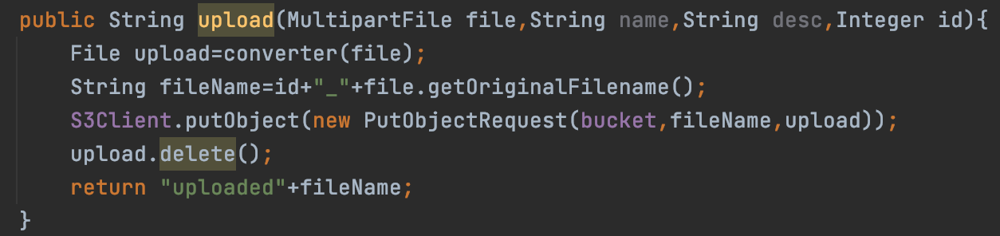 public String upload(MultipartFile file,String name,String desc,Integer id){
    File upload=converter(file);
    String fileName=id+"_"+file.getOriginalFilename();
    S3Client.putObject(new PutObjectRequest(bucket,fileName,upload));
    upload.delete();
    return "uploaded"+fileName;
}